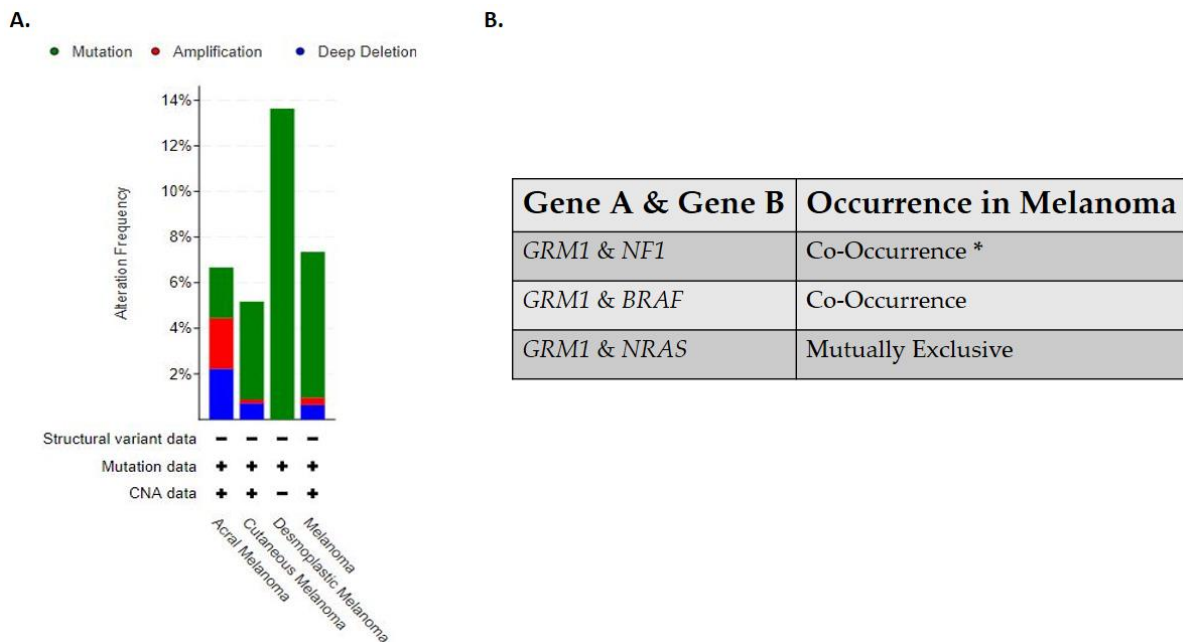 A.
Mutation Amplification Deep Deletion
14%
12%
10%
8%
6%
4%
2%
Alteration Frequency
Structural variant data - - - -
Mutation data + + + +
CNA data + + - +
Acral Melanoma
Cutaneous Melanoma
Desmoplastic Melanoma
Melanoma
B.
Gene A & Gene B Occurrence in Melanoma
GRM1 & NF1 Co-Occurrence *
GRM1 & BRAF Co-Occurrence
GRM1 & NRAS Mutually Exclusive